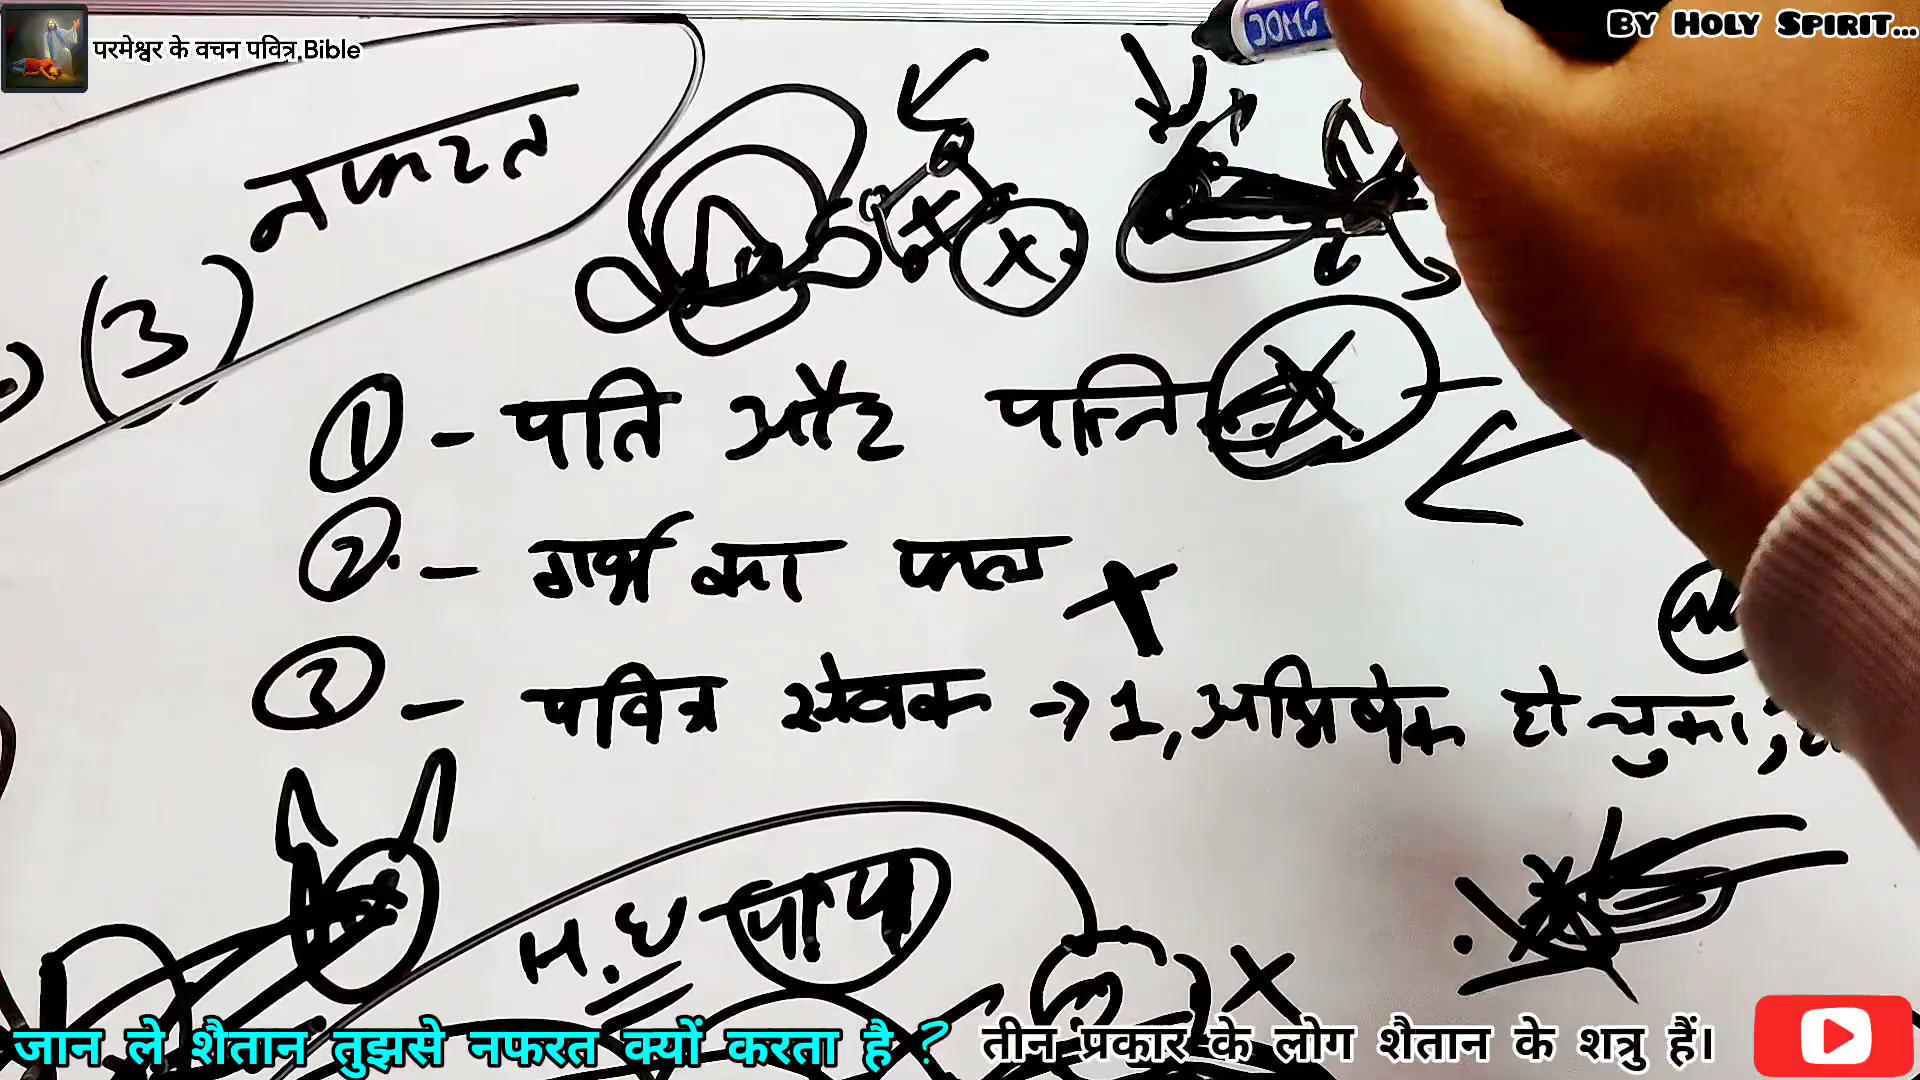 By Holy Spirit...
परमेश्वर के वचन पवित्र Bible
DOMS
(3) नफरत
① - पति और पत्नि
② - गर्भ का फल
③ - पवित्र सेवक → 1, अभिषेक हो चुका,
म.ध पाप
जान ले शैतान तुझसे नफरत क्यों करता है ? तीन प्रकार के लोग शैतान के शत्रु हैं।